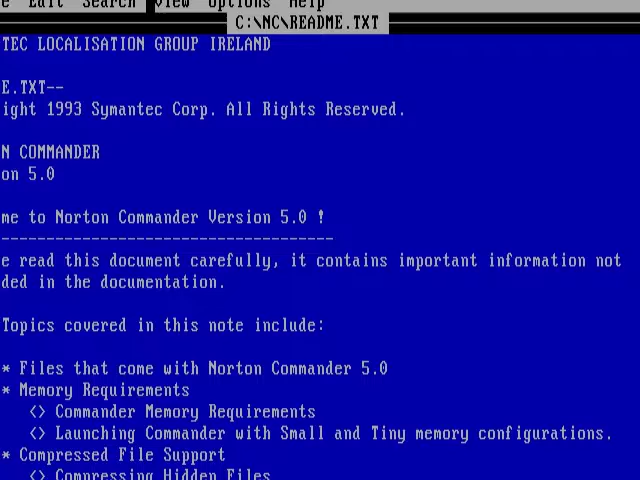 e Edit Search View Options Help
C:\NC\README.TXT
TEC LOCALISATION GROUP IRELAND
E.TXT--
ight 1993 Symantec Corp. All Rights Reserved.
N COMMANDER
on 5.0
me to Norton Commander Version 5.0 !
-------------------------------------
e read this document carefully, it contains important information not
ded in the documentation.
Topics covered in this note include:
* Files that come with Norton Commander 5.0
* Memory Requirements
<> Commander Memory Requirements
<> Launching Commander with Small and Tiny memory configurations.
* Compressed File Support
<> Compressing Hidden Files